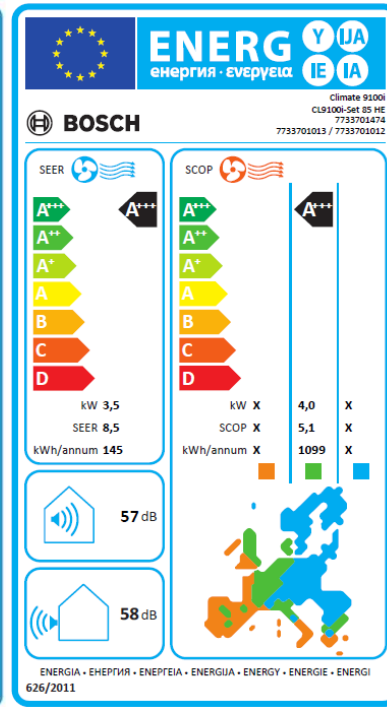 ENERG
енергия · ενεργεια
Y IJA
IE IA
BOSCH
Climate 9100i
CL9100i-Set 85 HE
7733701474
7733701013 / 7733701012
SEER
SCOP
A+++
A+++
A++
A+
A
B
C
D
A+++
A+++
A++
A+
A
B
C
D
kW 3,5
SEER 8,5
kWh/annum 145
kW X 4,0 X
SCOP X 5,1 X
kWh/annum X 1099 X
57 dB
58 dB
ENERGIA • ЕНЕРГИЯ • ΕΝΕΡΓΕΙΑ • ENERGIJA • ENERGY • ENERGIE • ENERGI
626/2011